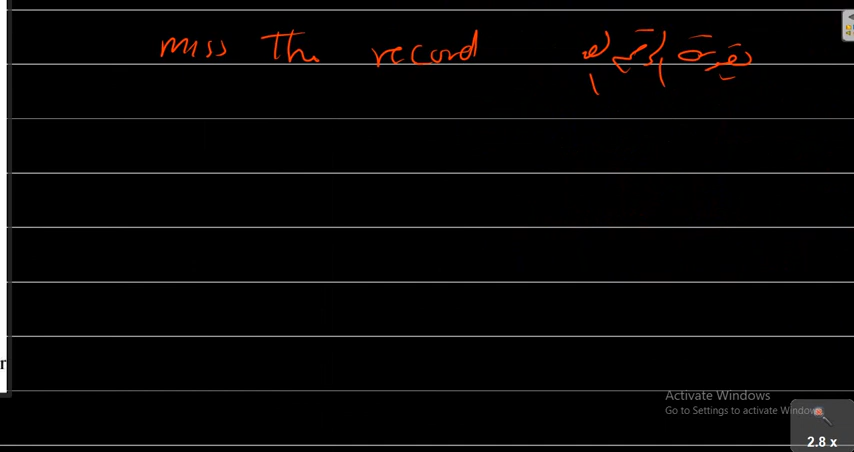 miss The record
r
Activate Windows
Go to Settings to activate Windows
2.8 x